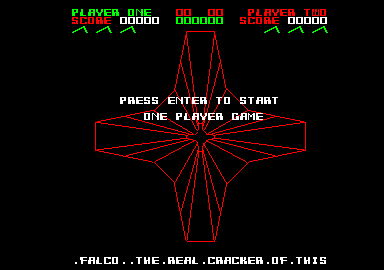 PLAYER ONE 00 00 PLAYER TWO
SCORE 00000 000000 SCORE 00000
PRESS ENTER TO START
ONE PLAYER GAME
.FALCO..THE.REAL.CRACKER.OF.THIS